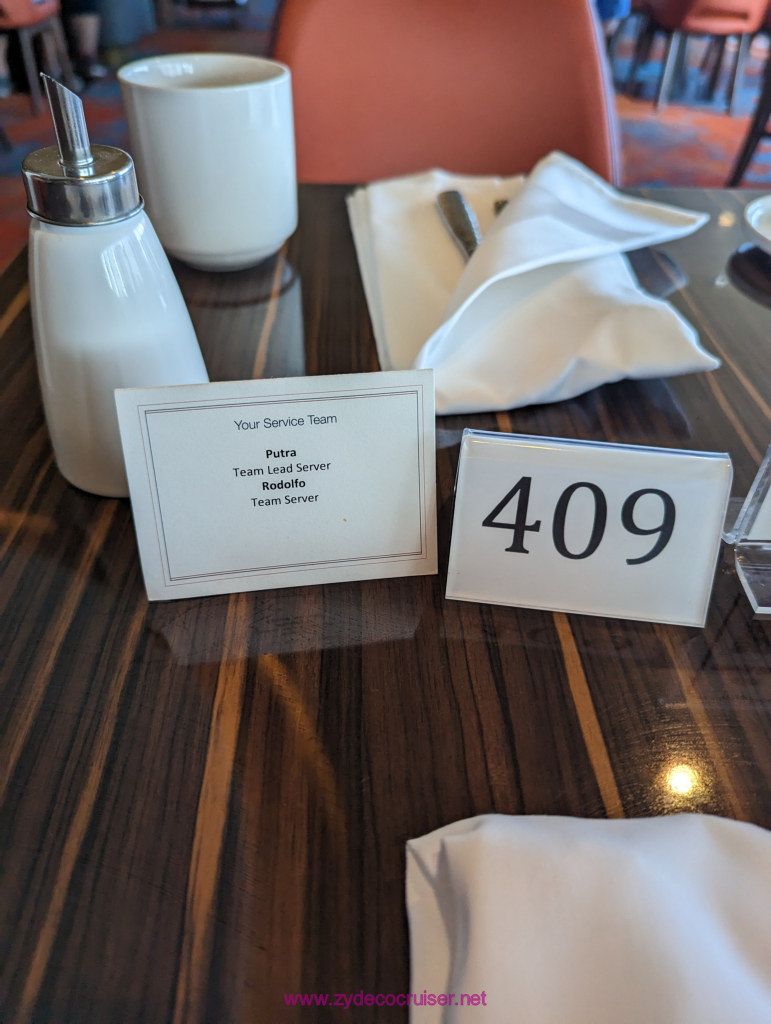 Your Service Team
Putra
Team Lead Server
Rodolfo
Team Server
409
www.zydecocruiser.net